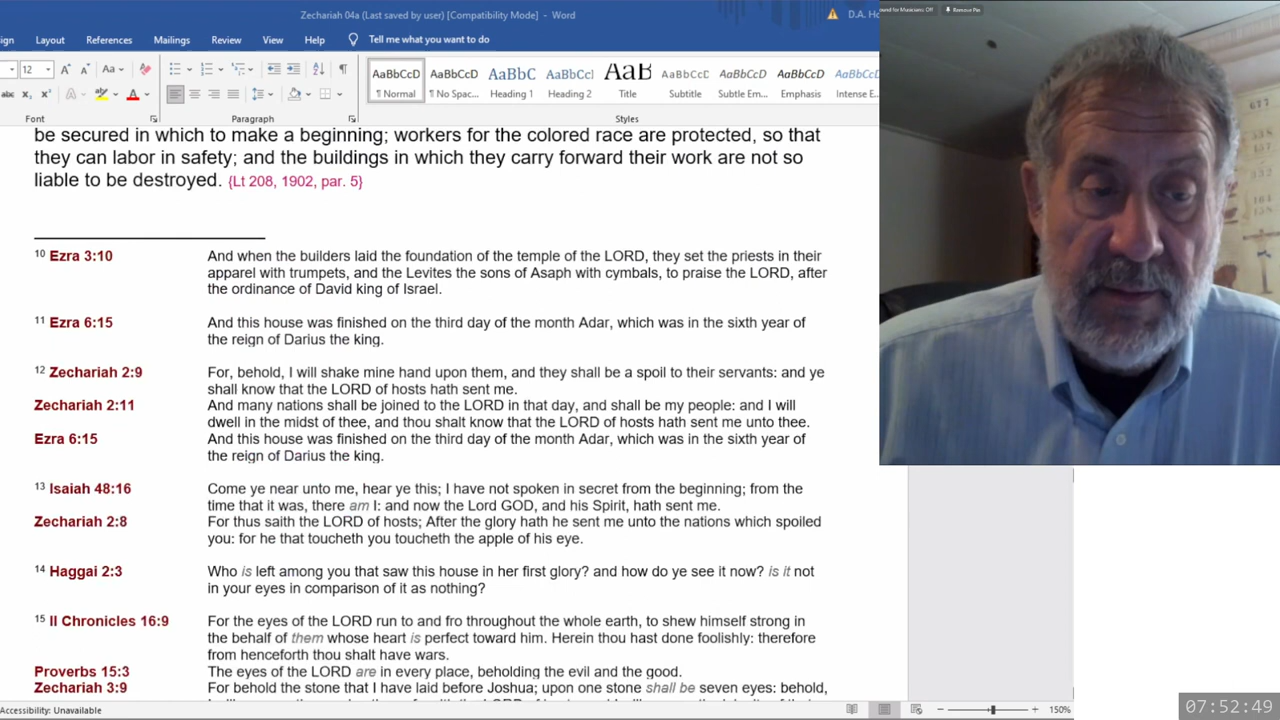 Zechariah 04a (Last saved by user) [Compatibility Mode] - Word
D.A. Ho
ound for Musicians: Off
Remove Pin
sign Layout References Mailings Review View Help Tell me what you want to do
12
Aa
abc x₂ x² A
Font Paragraph Styles
AaBbCcD AaBbCcD AaBbC AaBbCcI AaB AaBbCcD AaBbCcD AaBbCcD AaBbCcD
¶ Normal ¶ No Spac... Heading 1 Heading 2 Title Subtitle Subtle Em... Emphasis Intense E...
be secured in which to make a beginning; workers for the colored race are protected, so that
they can labor in safety; and the buildings in which they carry forward their work are not so
liable to be destroyed. {Lt 208, 1902, par. 5}
10 Ezra 3:10 And when the builders laid the foundation of the temple of the LORD, they set the priests in their
apparel with trumpets, and the Levites the sons of Asaph with cymbals, to praise the LORD, after
the ordinance of David king of Israel.
11 Ezra 6:15 And this house was finished on the third day of the month Adar, which was in the sixth year of
the reign of Darius the king.
12 Zechariah 2:9 For, behold, I will shake mine hand upon them, and they shall be a spoil to their servants: and ye
shall know that the LORD of hosts hath sent me.
Zechariah 2:11 And many nations shall be joined to the LORD in that day, and shall be my people: and I will
dwell in the midst of thee, and thou shalt know that the LORD of hosts hath sent me unto thee.
Ezra 6:15 And this house was finished on the third day of the month Adar, which was in the sixth year of
the reign of Darius the king.
13 Isaiah 48:16 Come ye near unto me, hear ye this; I have not spoken in secret from the beginning; from the
time that it was, there am I: and now the Lord GOD, and his Spirit, hath sent me.
Zechariah 2:8 For thus saith the LORD of hosts; After the glory hath he sent me unto the nations which spoiled
you: for he that toucheth you toucheth the apple of his eye.
14 Haggai 2:3 Who is left among you that saw this house in her first glory? and how do ye see it now? is it not
in your eyes in comparison of it as nothing?
15 II Chronicles 16:9 For the eyes of the LORD run to and fro throughout the whole earth, to shew himself strong in
the behalf of them whose heart is perfect toward him. Herein thou hast done foolishly: therefore
from henceforth thou shalt have wars.
Proverbs 15:3 The eyes of the LORD are in every place, beholding the evil and the good.
Zechariah 3:9 For behold the stone that I have laid before Joshua; upon one stone shall be seven eyes: behold,
Accessibility: Unavailable
150%
07:52:49